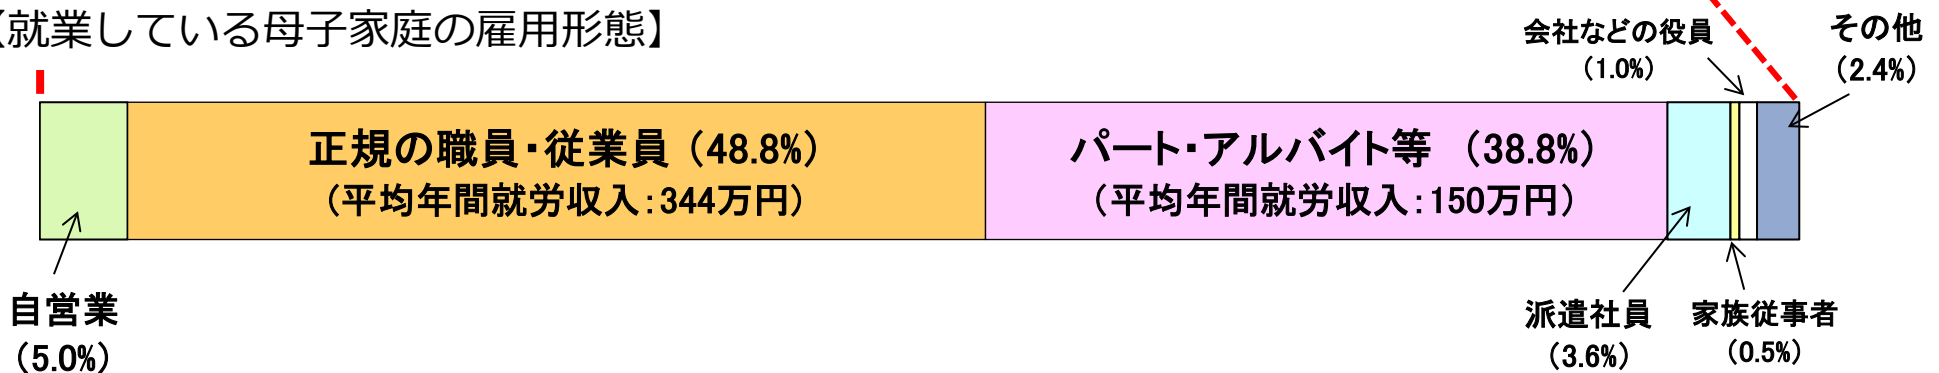 【就業している母子家庭の雇用形態】
会社などの役員
（1.0%）
その他
（2.4%）
正規の職員・従業員（48.8%）
（平均年間就労収入：344万円）
パート・アルバイト等 （38.8%）
（平均年間就労収入：150万円）
自営業
（5.0%）
派遣社員
（3.6%）
家族従事者
（0.5%）